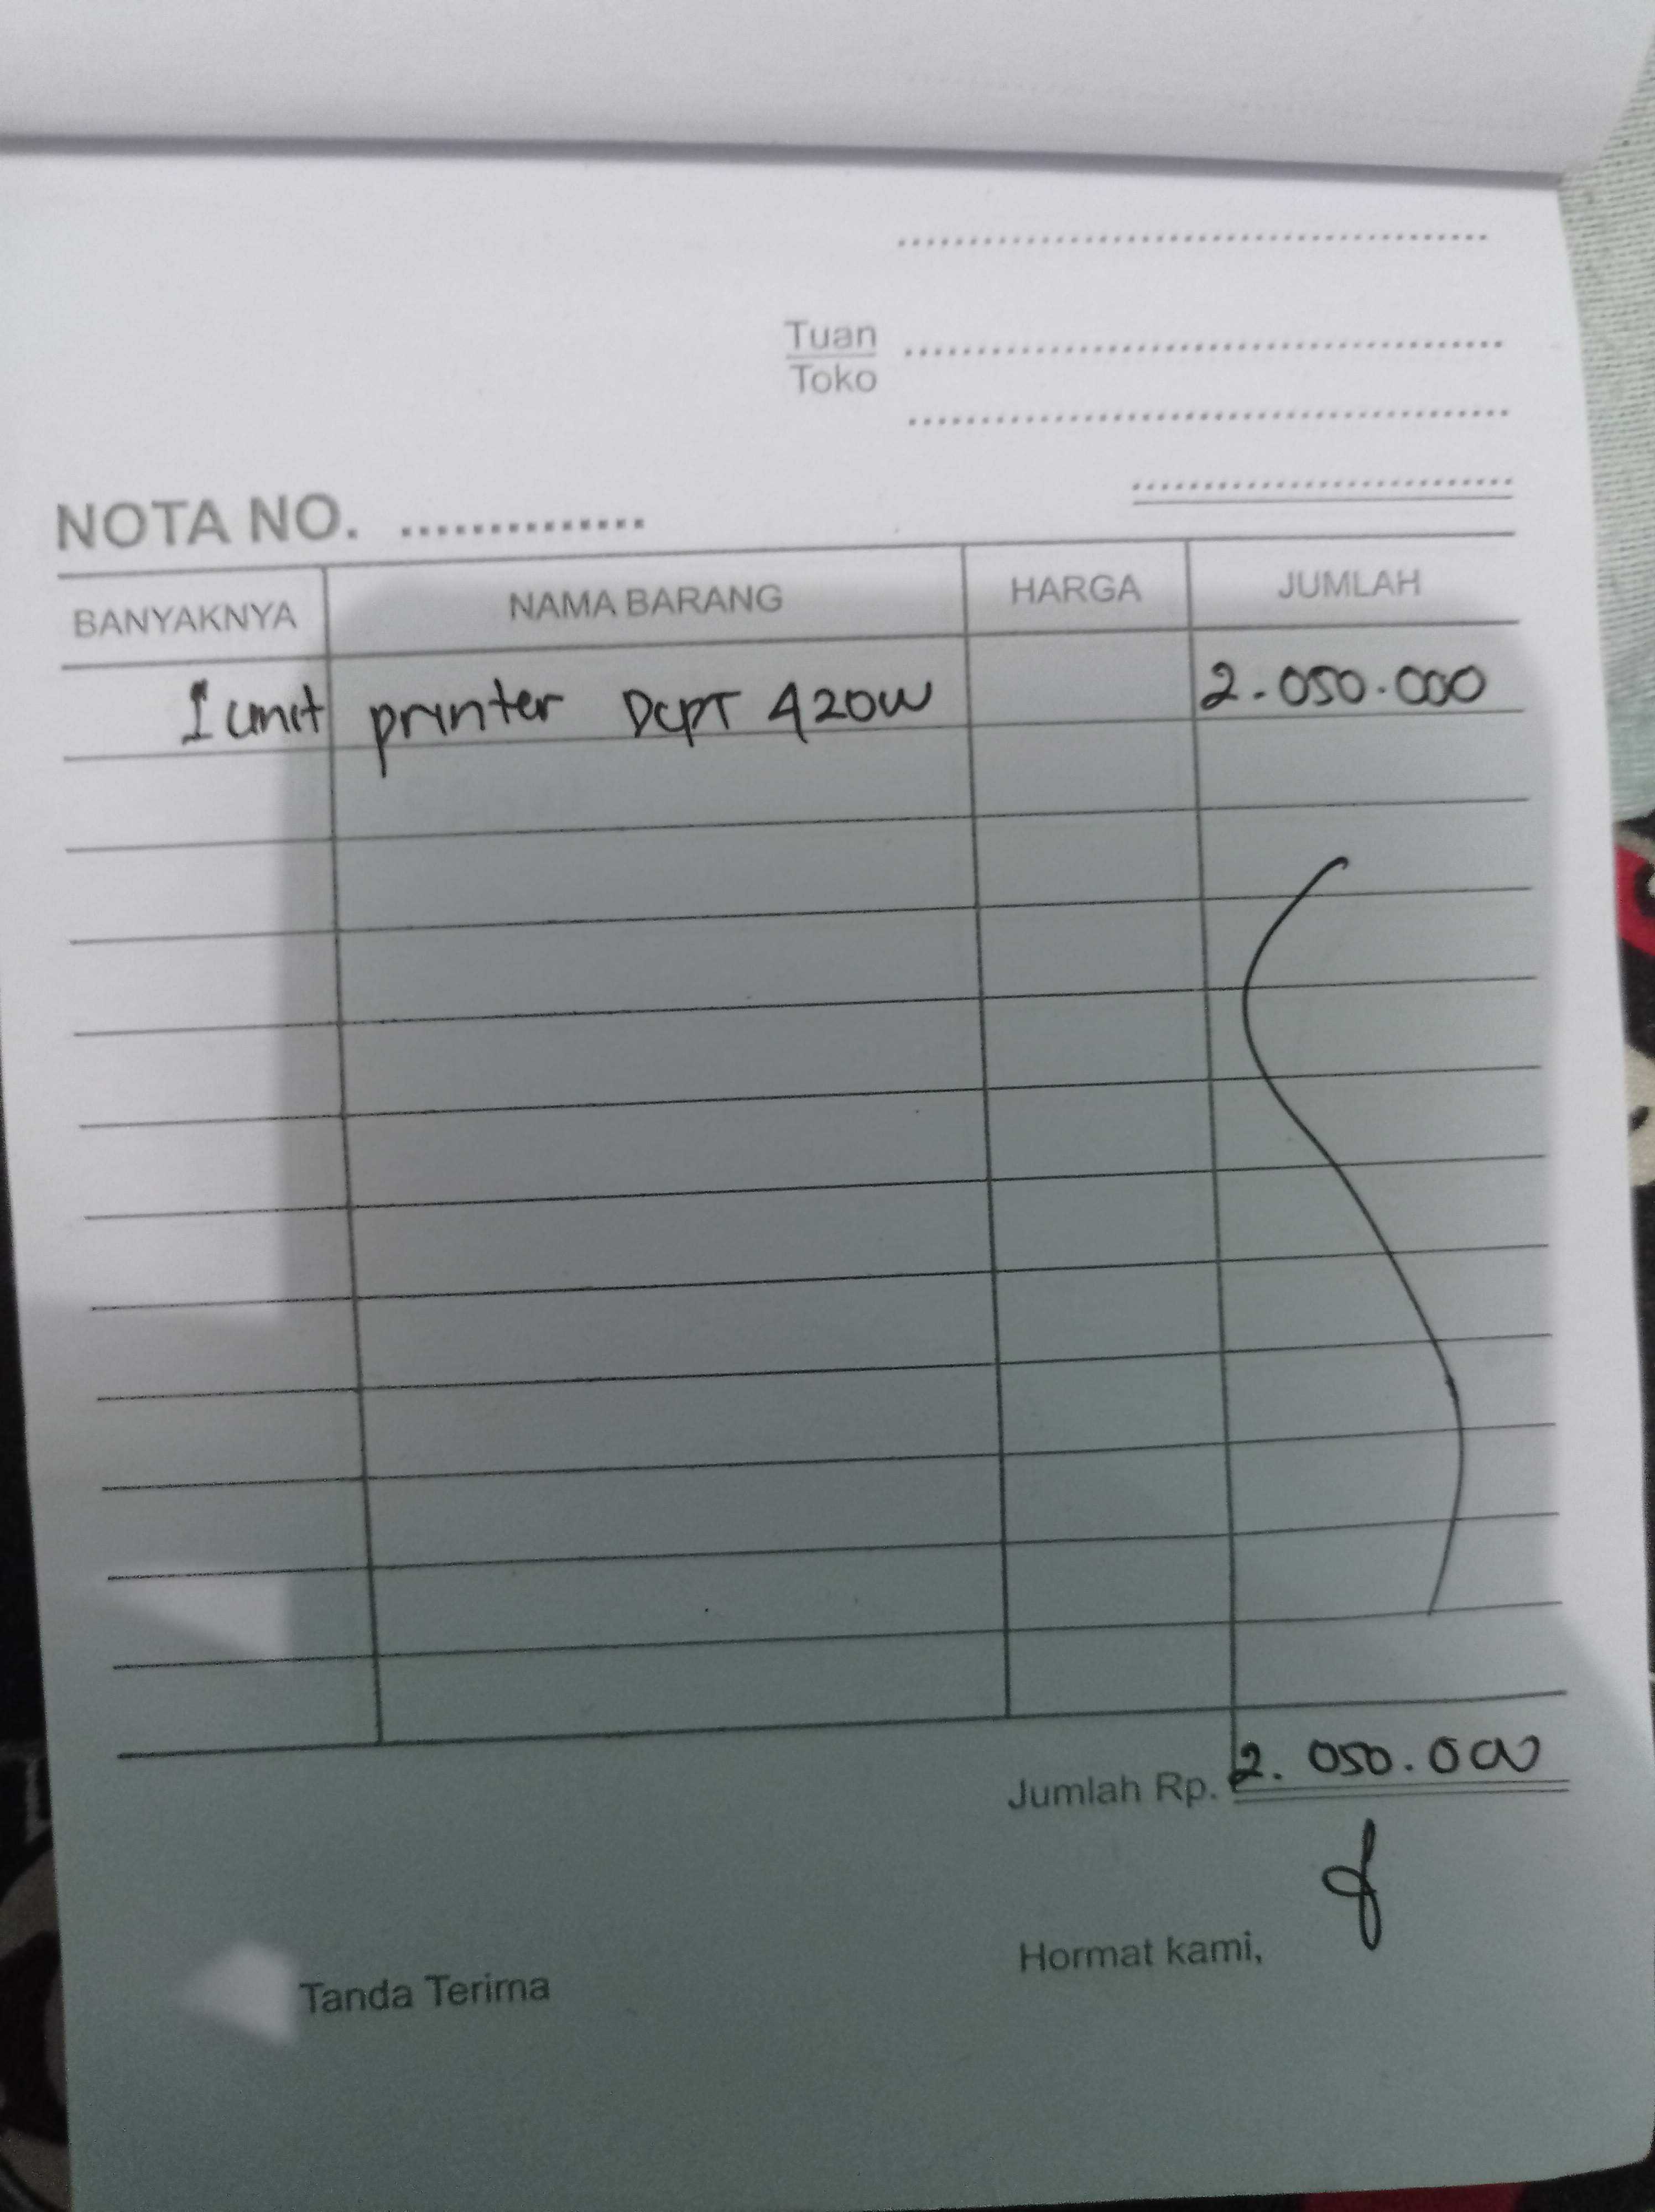 Tuan
Toko
NOTA NO. ...............
BANYAKNYA NAMA BARANG HARGA JUMLAH
1 unit printer DCPT 420W 2.050.000
Jumlah Rp. 2.050.000
Hormat kami,
Tanda Terima